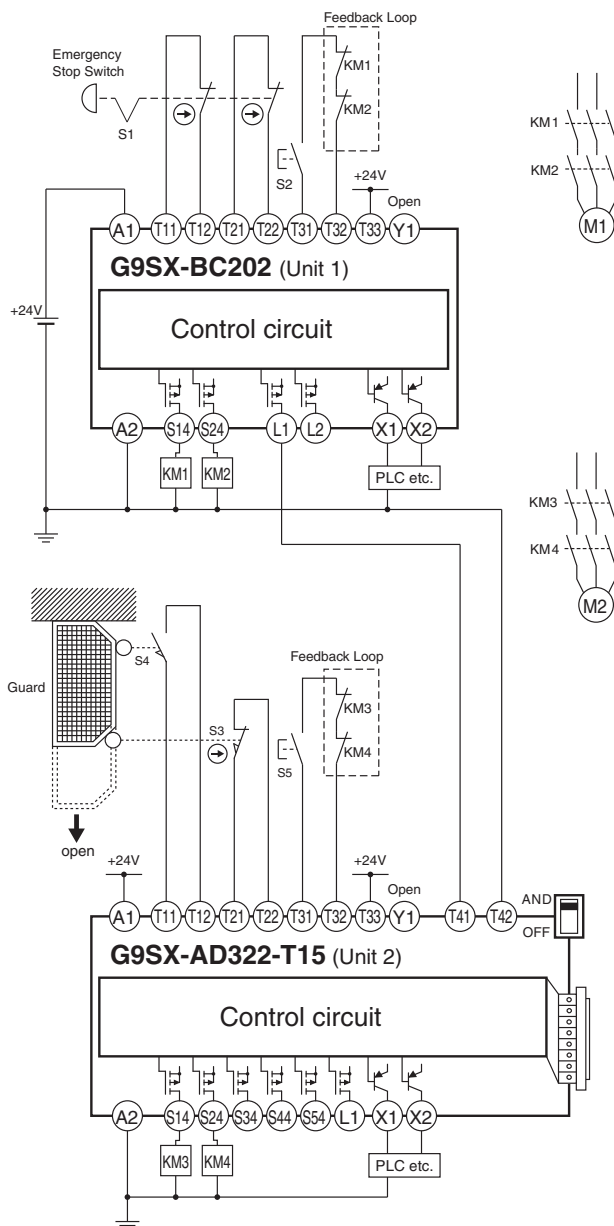 Feedback Loop
Emergency
Stop Switch
KM1
KM2
S1
S2
+24V
Open
A1 T11 T12 T21 T22 T31 T32 T33 Y1
G9SX-BC202 (Unit 1)
+24V
Control circuit
A2 S14 S24 L1 L2 X1 X2
KM1 KM2 PLC etc.
KM1
KM2
M1
KM3
KM4
M2
Feedback Loop
S4
Guard
KM3
S3
KM4
S5
open
+24V
+24V
Open
AND
A1 T11 T12 T21 T22 T31 T32 T33 Y1 T41 T42
OFF
G9SX-AD322-T15 (Unit 2)
Control circuit
A2 S14 S24 S34 S44 S54 L1 X1 X2
KM3 KM4 PLC etc.